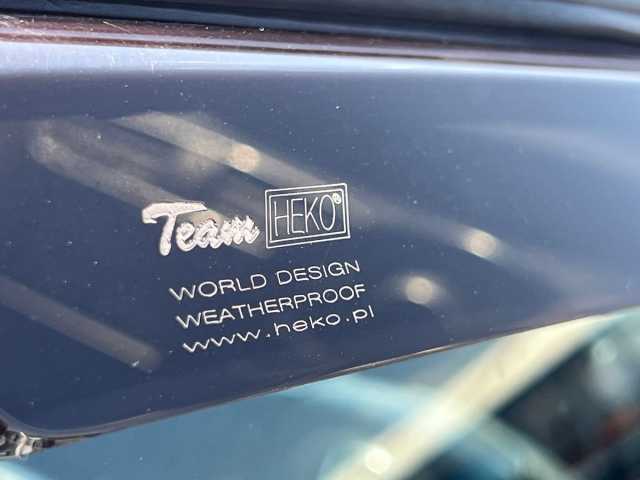 Team HEKO®
WORLD DESIGN
WEATHERPROOF
www.heko.pl